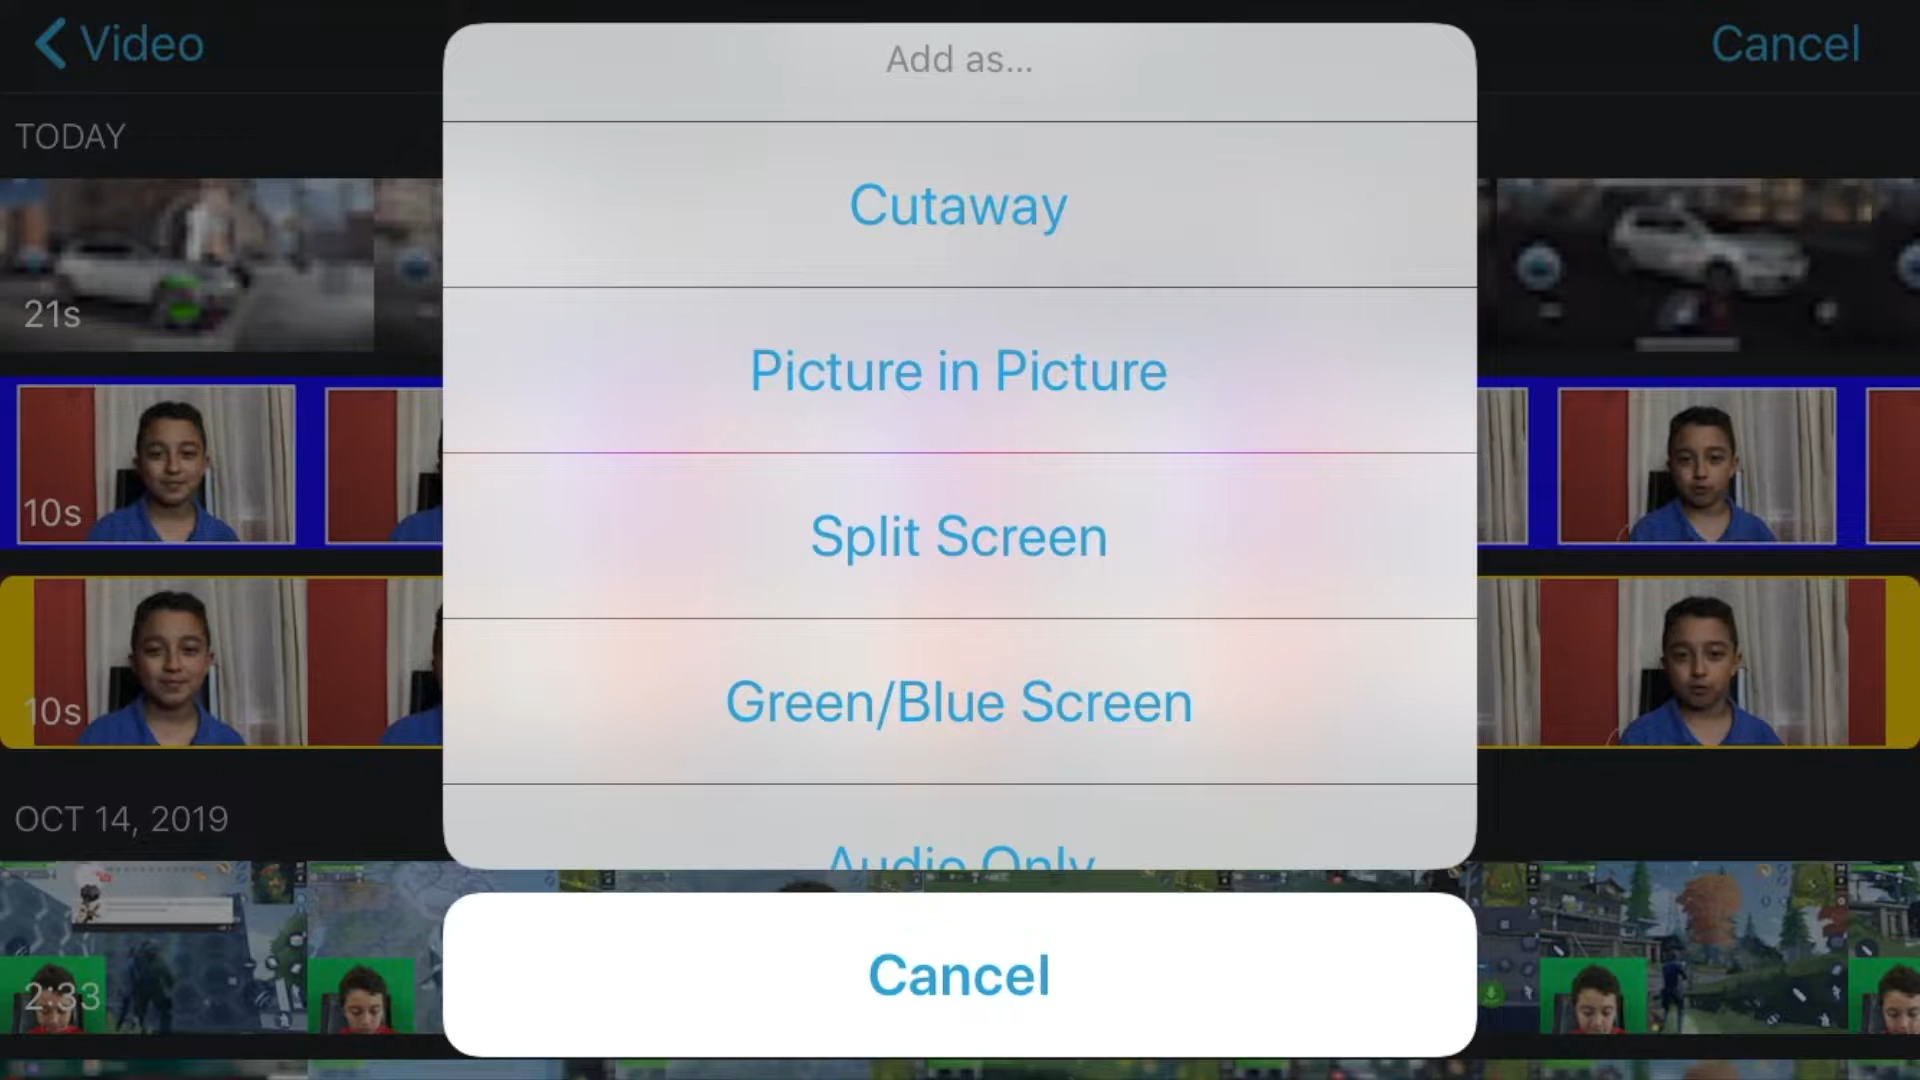 Video
Cancel
Add as...
TODAY
Cutaway
21s
Picture in Picture
10s
Split Screen
10s
Green/Blue Screen
OCT 14, 2019
Audio Only
2:33
Cancel